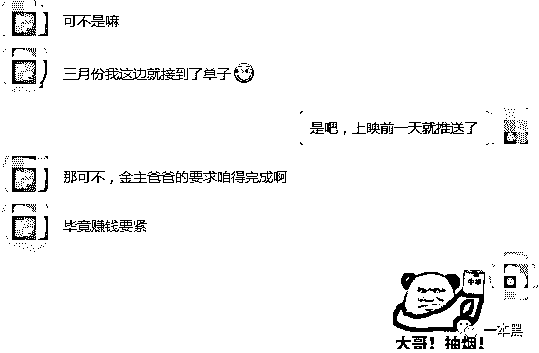 可不是嘛
三月份我这边就接到了单子
是吧，上映前一天就推送了
那可不，金主爸爸的要求咱得完成啊
毕竟赚钱要紧
中华
一本黑
大哥！抽烟！